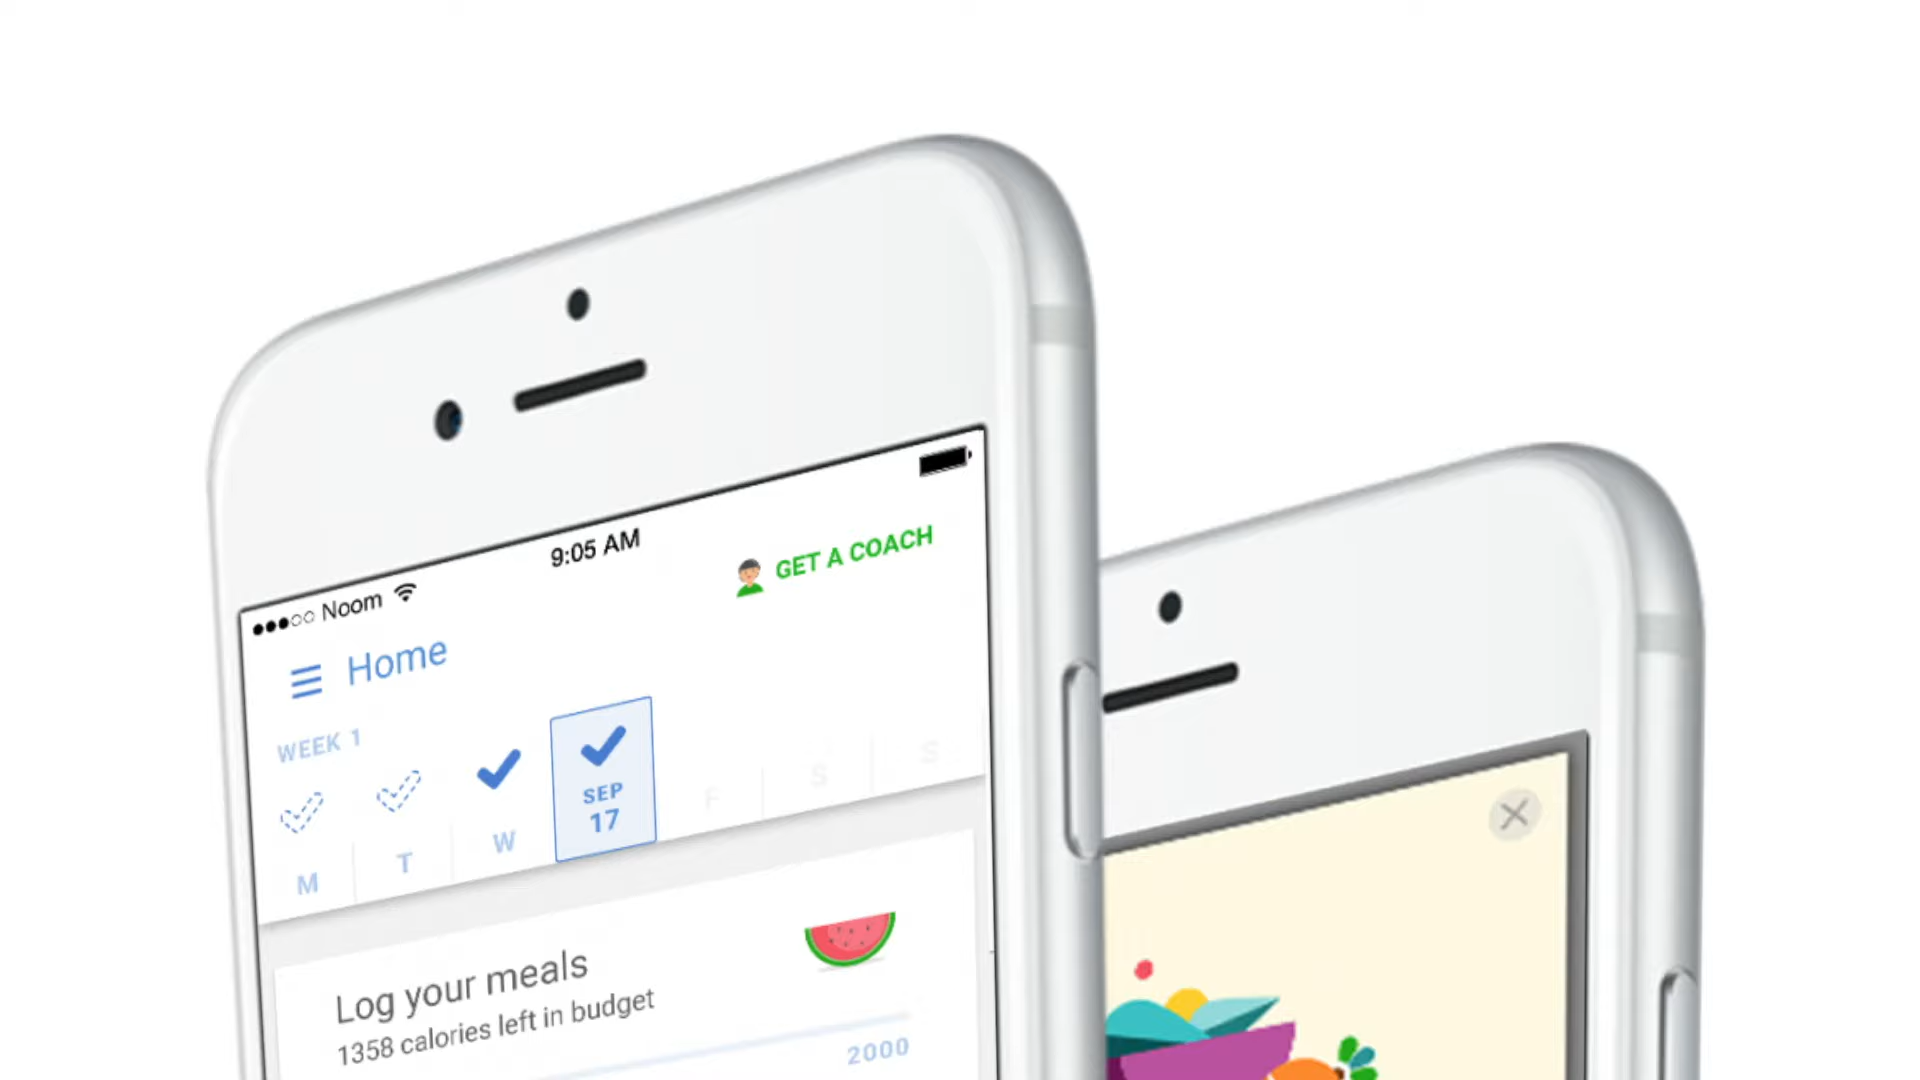 Noom 9:05 AM
GET A COACH
Home
WEEK 1
M T W SEP 17 F S S
Log your meals
1358 calories left in budget
2000